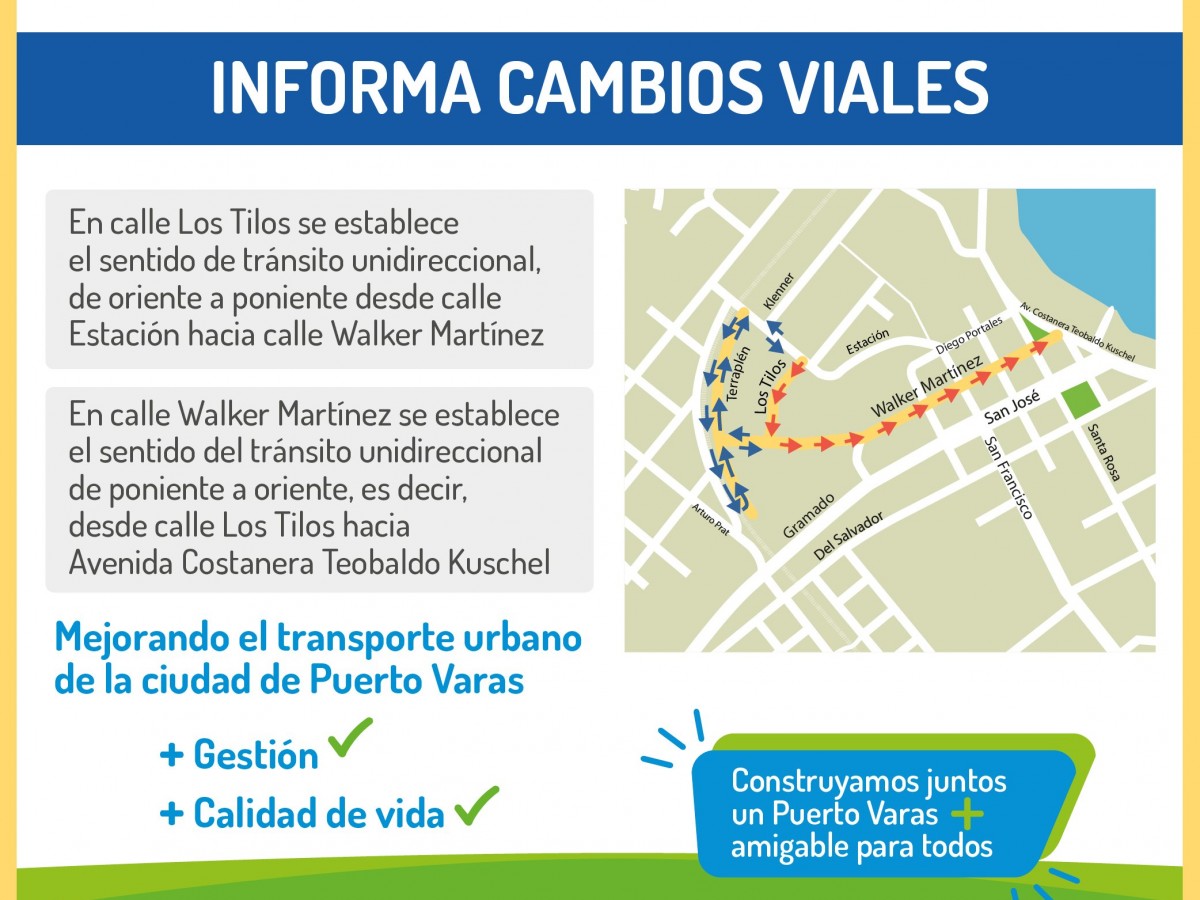 INFORMA CAMBIOS VIALES
En calle Los Tilos se establece
el sentido de tránsito unidireccional,
de oriente a poniente desde calle
Estación hacia calle Walker Martínez
En calle Walker Martínez se establece
el sentido del tránsito unidireccional
de poniente a oriente, es decir,
desde calle Los Tilos hacia
Avenida Costanera Teobaldo Kuschel
Klenner
Estación
Diego Portales
Av. Costanera Teobaldo Kuschel
Terraplén
Los Tilos
Walker Martínez
San José
San Francisco
Santa Rosa
Arturo Prat
Gramado
Del Salvador
Mejorando el transporte urbano
de la ciudad de Puerto Varas
+ Gestión
+ Calidad de vida
Construyamos juntos
un Puerto Varas +
amigable para todos